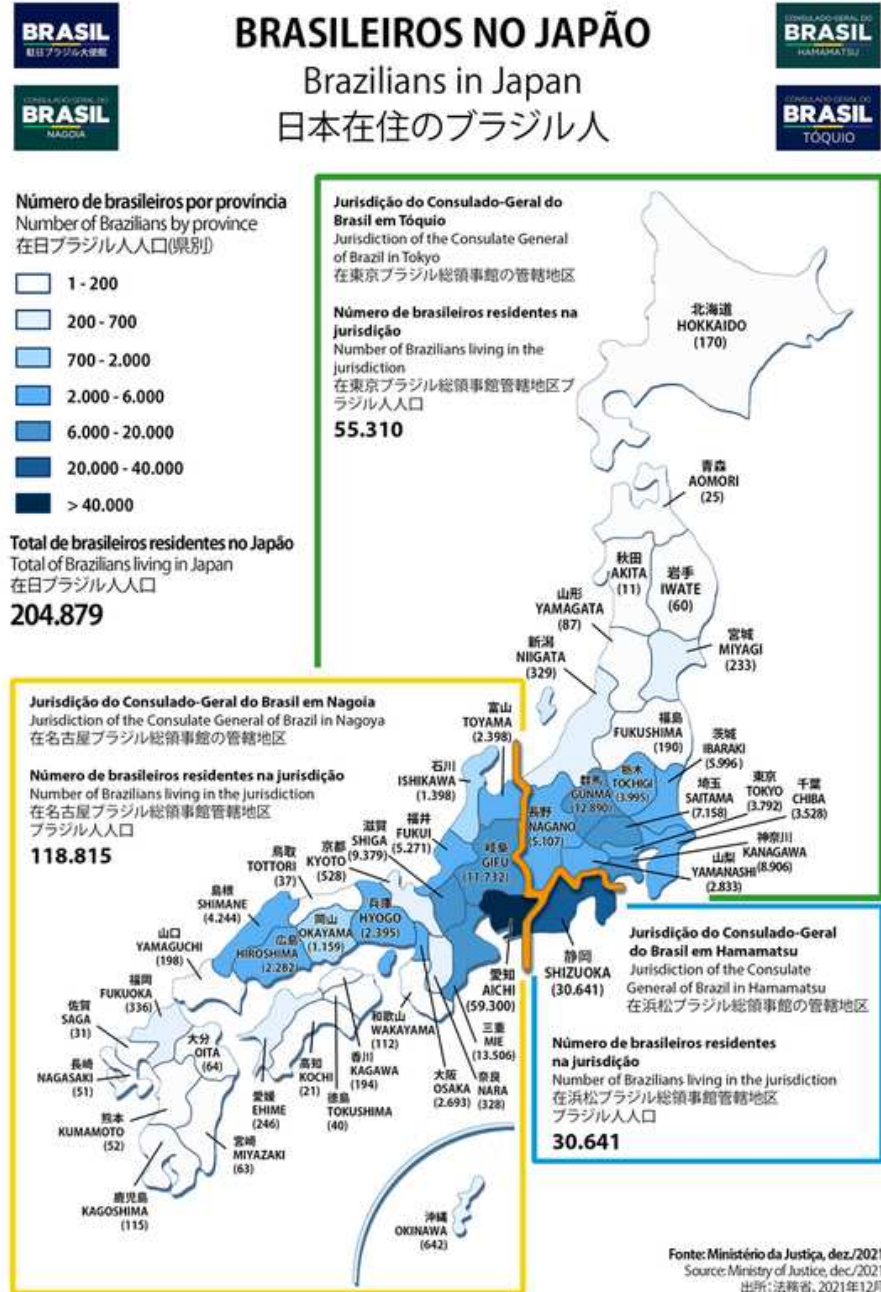 BRASIL
駐日ブラジル大使館
CONSULADO-GERAL DO
BRASIL
NAGOIA
BRASILEIROS NO JAPÃO
Brazilians in Japan
日本在住のブラジル人
CONSULADO-GERAL DO
BRASIL
HAMAMATSU
CONSULADO-GERAL DO
BRASIL
TÓQUIO
Número de brasileiros por província
Number of Brazilians by province
在日ブラジル人人口(県別)
1 - 200
200 - 700
700 - 2.000
2.000 - 6.000
6.000 - 20.000
20.000 - 40.000
> 40.000
Total de brasileiros residentes no Japão
Total of Brazilians living in Japan
在日ブラジル人人口
204.879
Jurisdição do Consulado-Geral do
Brasil em Tóquio
Jurisdiction of the Consulate General
of Brazil in Tokyo
在東京ブラジル総領事館の管轄地区
Número de brasileiros residentes na
jurisdição
Number of Brazilians living in the
jurisdiction
在東京ブラジル総領事館管轄地区ブ
ラジル人人口
55.310
北海道
HOKKAIDO
(170)
青森
AOMORI
(25)
秋田
AKITA
(11)
岩手
IWATE
(60)
山形
YAMAGATA
(87)
宮城
MIYAGI
(233)
新潟
NIIGATA
(329)
福島
FUKUSHIMA
(190)
茨城
IBARAKI
(5.996)
栃木
TOCHIGI
(3.995)
群馬
GUNMA
(12.890)
埼玉
SAITAMA
(7.158)
東京
TOKYO
(3.792)
千葉
CHIBA
(3.528)
神奈川
KANAGAWA
(8.906)
山梨
YAMANASHI
(2.833)
長野
NAGANO
(5.107)
Jurisdição do Consulado-Geral do Brasil em Nagoia
Jurisdiction of the Consulate General of Brazil in Nagoya
在名古屋ブラジル総領事館の管轄地区
Número de brasileiros residentes na jurisdição
Number of Brazilians living in the jurisdiction
在名古屋ブラジル総領事館管轄地区
ブラジル人人口
118.815
富山
TOYAMA
(2.398)
石川
ISHIKAWA
(1.398)
福井
FUKUI
(5.271)
岐阜
GIFU
(11.732)
滋賀
SHIGA
(9.379)
京都
KYOTO
(528)
鳥取
TOTTORI
(37)
島根
SHIMANE
(4.244)
兵庫
HYOGO
(2.395)
岡山
OKAYAMA
(1.159)
広島
HIROSHIMA
(2.282)
山口
YAMAGUCHI
(198)
福岡
FUKUOKA
(336)
佐賀
SAGA
(31)
大分
OITA
(64)
長崎
NAGASAKI
(51)
熊本
KUMAMOTO
(52)
宮崎
MIYAZAKI
(63)
鹿児島
KAGOSHIMA
(115)
愛媛
EHIME
(246)
高知
KOCHI
(21)
徳島
TOKUSHIMA
(40)
香川
KAGAWA
(194)
和歌山
WAKAYAMA
(112)
大阪
OSAKA
(2.693)
奈良
NARA
(328)
三重
MIE
(13.506)
愛知
AICHI
(59.300)
沖縄
OKINAWA
(642)
静岡
SHIZUOKA
(30.641)
Jurisdição do Consulado-Geral
do Brasil em Hamamatsu
Jurisdiction of the Consulate
General of Brazil in Hamamatsu
在浜松ブラジル総領事館の管轄地区
Número de brasileiros residentes
na jurisdição
Number of Brazilians living in the jurisdiction
在浜松ブラジル総領事館管轄地区
ブラジル人人口
30.641
Fonte: Ministério da Justiça, dez./2021
Source: Ministry of Justice, dec./2021
出所:法務省、2021年12月